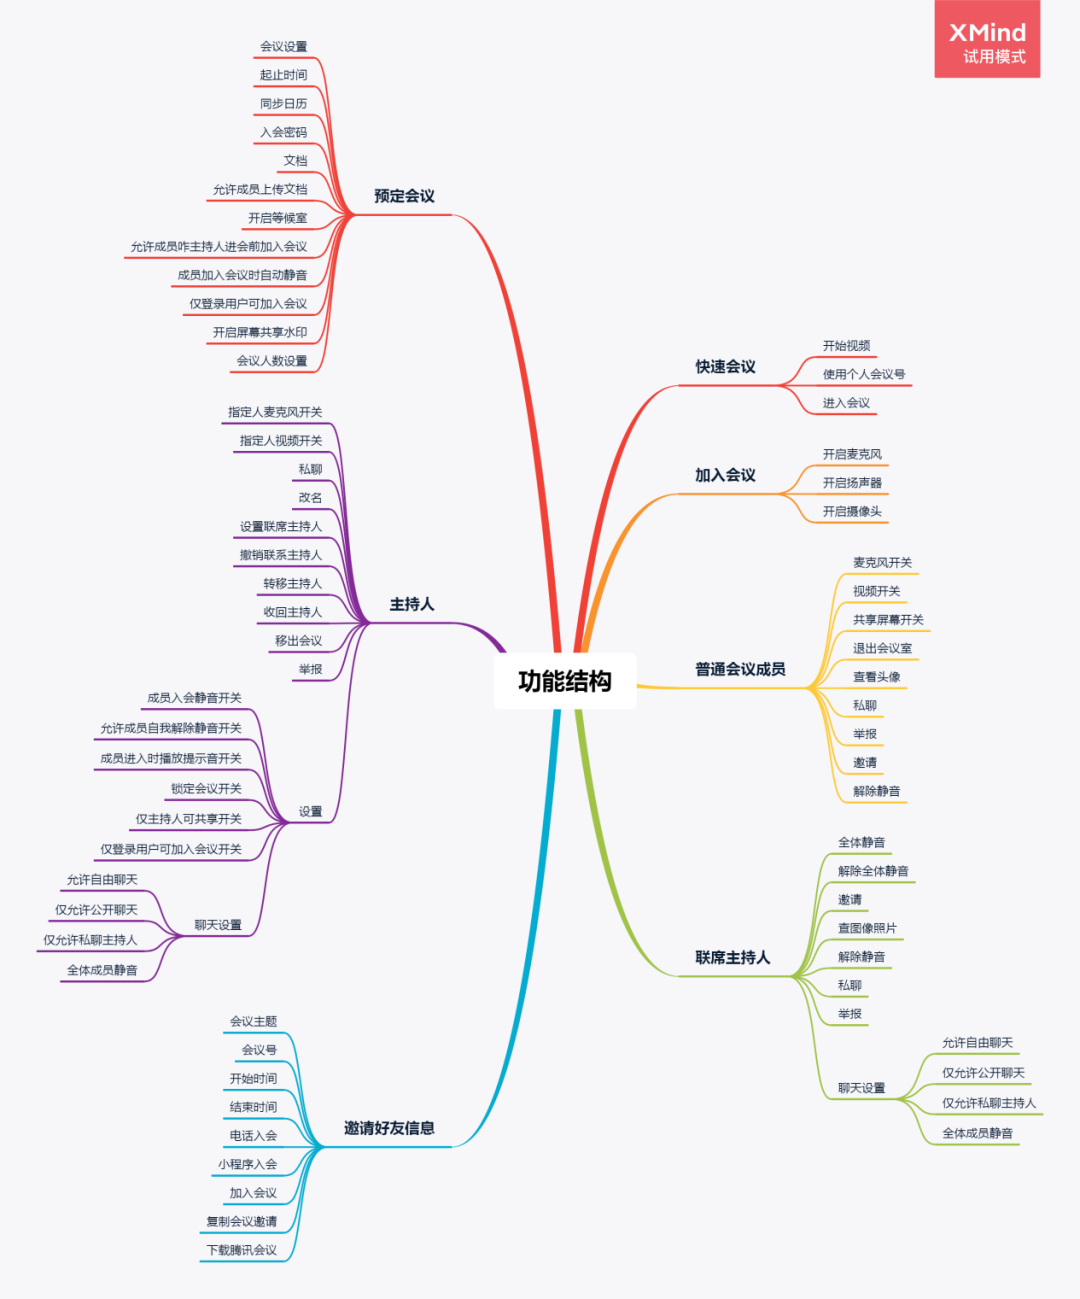 XMind
试用模式
功能结构
快速会议
开始视频
使用个人会议号
进入会议
加入会议
开启麦克风
开启扬声器
开启摄像头
普通会议成员
麦克风开关
视频开关
共享屏幕开关
退出会议室
查看头像
私聊
举报
邀请
解除静音
联席主持人
全体静音
解除全体静音
邀请
查图像照片
解除静音
私聊
举报
聊天设置
允许自由聊天
仅允许公开聊天
仅允许私聊主持人
全体成员静音
预定会议
会议设置
起止时间
同步日历
入会密码
文档
允许成员上传文档
开启等候室
允许成员咋主持人进会前加入会议
成员加入会议时自动静音
仅登录用户可加入会议
开启屏幕共享水印
会议人数设置
主持人
指定人麦克风开关
指定人视频开关
私聊
改名
设置联席主持人
撤销联系主持人
转移主持人
收回主持人
移出会议
举报
设置
成员入会静音开关
允许成员自我解除静音开关
成员进入时播放提示音开关
锁定会议开关
仅主持人可共享开关
仅登录用户可加入会议开关
聊天设置
允许自由聊天
仅允许公开聊天
仅允许私聊主持人
全体成员静音
邀请好友信息
会议主题
会议号
开始时间
结束时间
电话入会
小程序入会
加入会议
复制会议邀请
下载腾讯会议